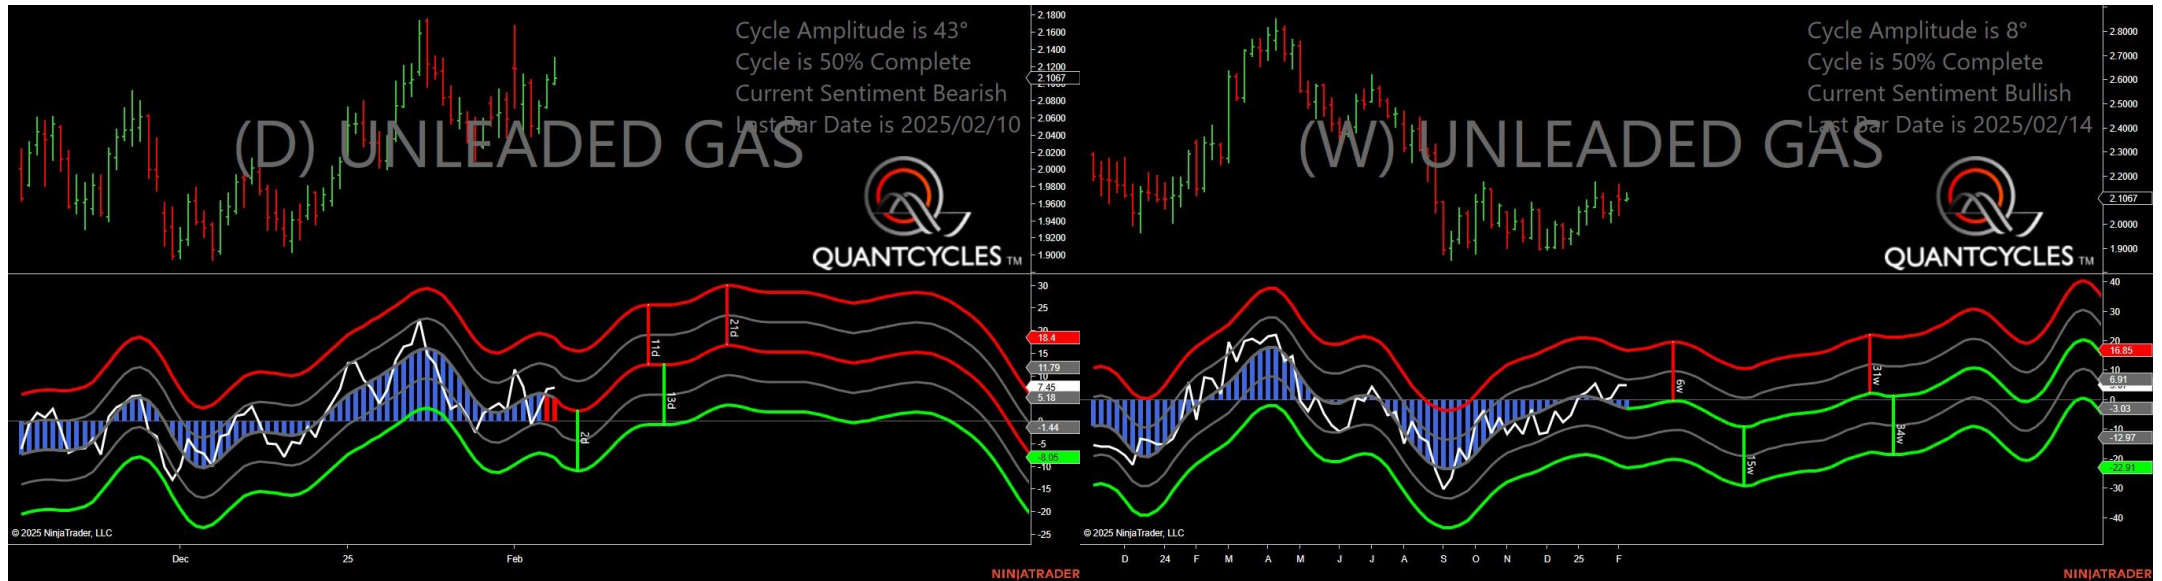 Cycle Amplitude is 43°
Cycle is 50% Complete
Current Sentiment Bearish
Last Bar Date is 2025/02/10
(D) UNLEADED GAS
QUANTCYCLES TM
2.1800
2.1600
2.1400
2.1200
2.1067
2.0800
2.0600
2.0400
2.0200
2.0000
1.9800
1.9600
1.9400
1.9200
1.9000
11d
21d
13d
2d
30
25
20
18.4
15
11.79
10
7.45
5.18
0
-1.44
-5
-8.05
-10
-15
-20
-25
© 2025 NinjaTrader, LLC
Dec
25
Feb
NINJATRADER
Cycle Amplitude is 8°
Cycle is 50% Complete
Current Sentiment Bullish
Last Bar Date is 2025/02/14
(W) UNLEADED GAS
QUANTCYCLES TM
2.8000
2.7000
2.6000
2.5000
2.4000
2.3000
2.2000
2.1067
2.0000
1.9000
6w
31w
15w
34w
40
30
20
16.85
10
6.91
0
-3.03
-10
-12.97
-20
-22.91
-30
-40
© 2025 NinjaTrader, LLC
D 24 F M A M J J A S O N D 25 F
NINJATRADER